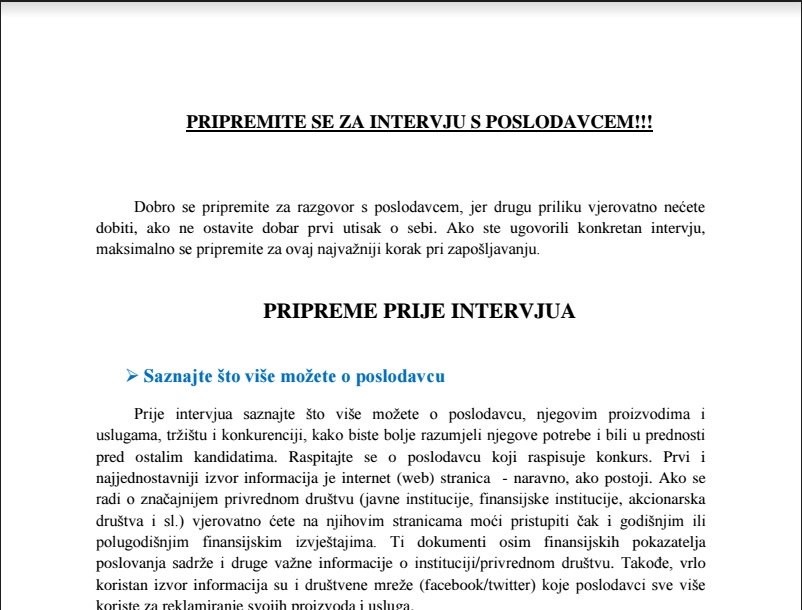 PRIPREMITE SE ZA INTERVJU S POSLODAVCEM!!!
Dobro se pripremite za razgovor s poslodavcem, jer drugu priliku vjerovatno nećete
dobiti, ako ne ostavite dobar prvi utisak o sebi. Ako ste ugovorili konkretan intervju,
maksimalno se pripremite za ovaj najvažniji korak pri zapošljavanju.
PRIPREME PRIJE INTERVJUA
➢ Saznajte što više možete o poslodavcu
Prije intervjua saznajte što više možete o poslodavcu, njegovim proizvodima i
uslugama, tržištu i konkurenciji, kako biste bolje razumjeli njegove potrebe i bili u prednosti
pred ostalim kandidatima. Raspitajte se o poslodavcu koji raspisuje konkurs. Prvi i
najjednostavniji izvor informacija je internet (web) stranica - naravno, ako postoji. Ako se
radi o značajnijem privrednom društvu (javne institucije, finansijske institucije, akcionarska
društva i sl.) vjerovatno ćete na njihovim stranicama moći pristupiti čak i godišnjim ili
polugodišnjim finansijskim izvještajima. Ti dokumenti osim finansijskih pokazatelja
poslovanja sadrže i druge važne informacije o instituciji/privrednom društvu. Takođe, vrlo
koristan izvor informacija su i društvene mreže (facebook/twitter) koje poslodavci sve više
koriste za reklamiranje svojih proizvoda i usluga.